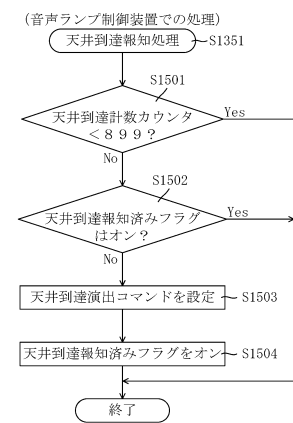 (音声ランプ制御装置での処理)
天井到達報知処理
S1351
S1501
天井到達計数カウンタ
<899?
Yes
No
S1502
天井到達報知済みフラグ
はオン?
Yes
No
天井到達演出コマンドを設定
S1503
天井到達報知済みフラグをオン
S1504
終了